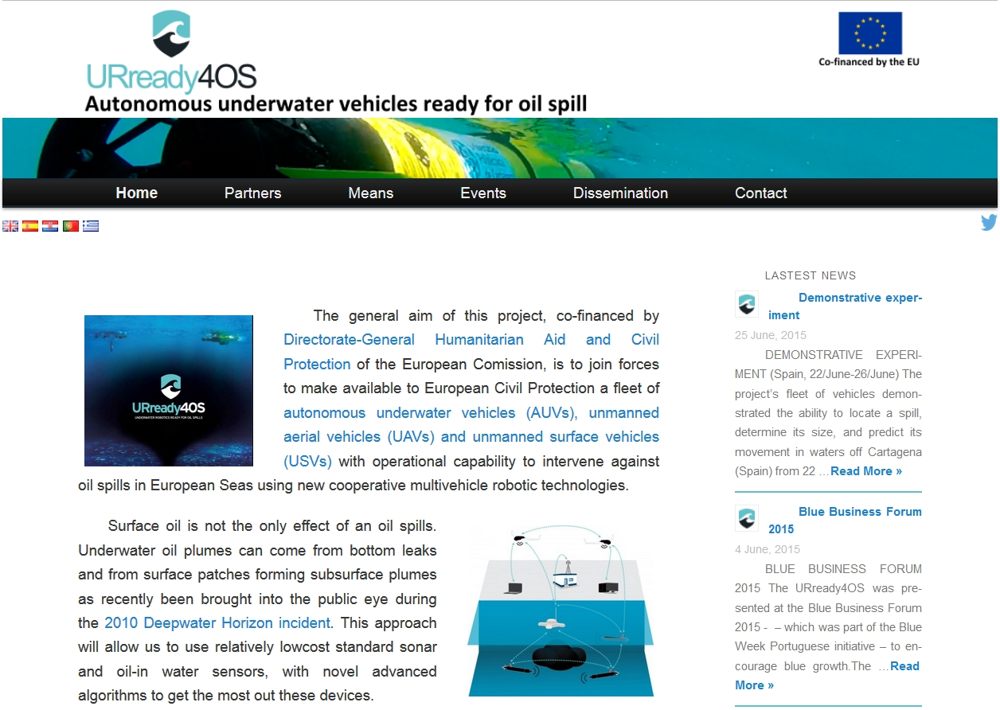 URready4OS
Co-financed by the EU
Autonomous underwater vehicles ready for oil spill
Home Partners Means Events Dissemination Contact
The general aim of this project, co-financed by
Directorate-General Humanitarian Aid and Civil
Protection of the European Comission, is to join forces
to make available to European Civil Protection a fleet of
autonomous underwater vehicles (AUVs), unmanned
aerial vehicles (UAVs) and unmanned surface vehicles
(USVs) with operational capability to intervene against
oil spills in European Seas using new cooperative multivehicle robotic technologies.
URready4OS
UNDERWATER ROBOTICS READY FOR OIL SPILLS
Surface oil is not the only effect of an oil spills.
Underwater oil plumes can come from bottom leaks
and from surface patches forming subsurface plumes
as recently been brought into the public eye during
the 2010 Deepwater Horizon incident. This approach
will allow us to use relatively lowcost standard sonar
and oil-in water sensors, with novel advanced
algorithms to get the most out these devices.
LASTEST NEWS
Demonstrative exper-
iment
25 June, 2015
DEMONSTRATIVE EXPERI-
MENT (Spain, 22/June-26/June) The
project's fleet of vehicles demon-
strated the ability to locate a spill,
determine its size, and predict its
movement in waters off Cartagena
(Spain) from 22 …Read More »
Blue Business Forum
2015
4 June, 2015
BLUE BUSINESS FORUM
2015 The URready4OS was pre-
sented at the Blue Business Forum
2015 - – which was part of the Blue
Week Portuguese initiative – to en-
courage blue growth.The …Read
More »